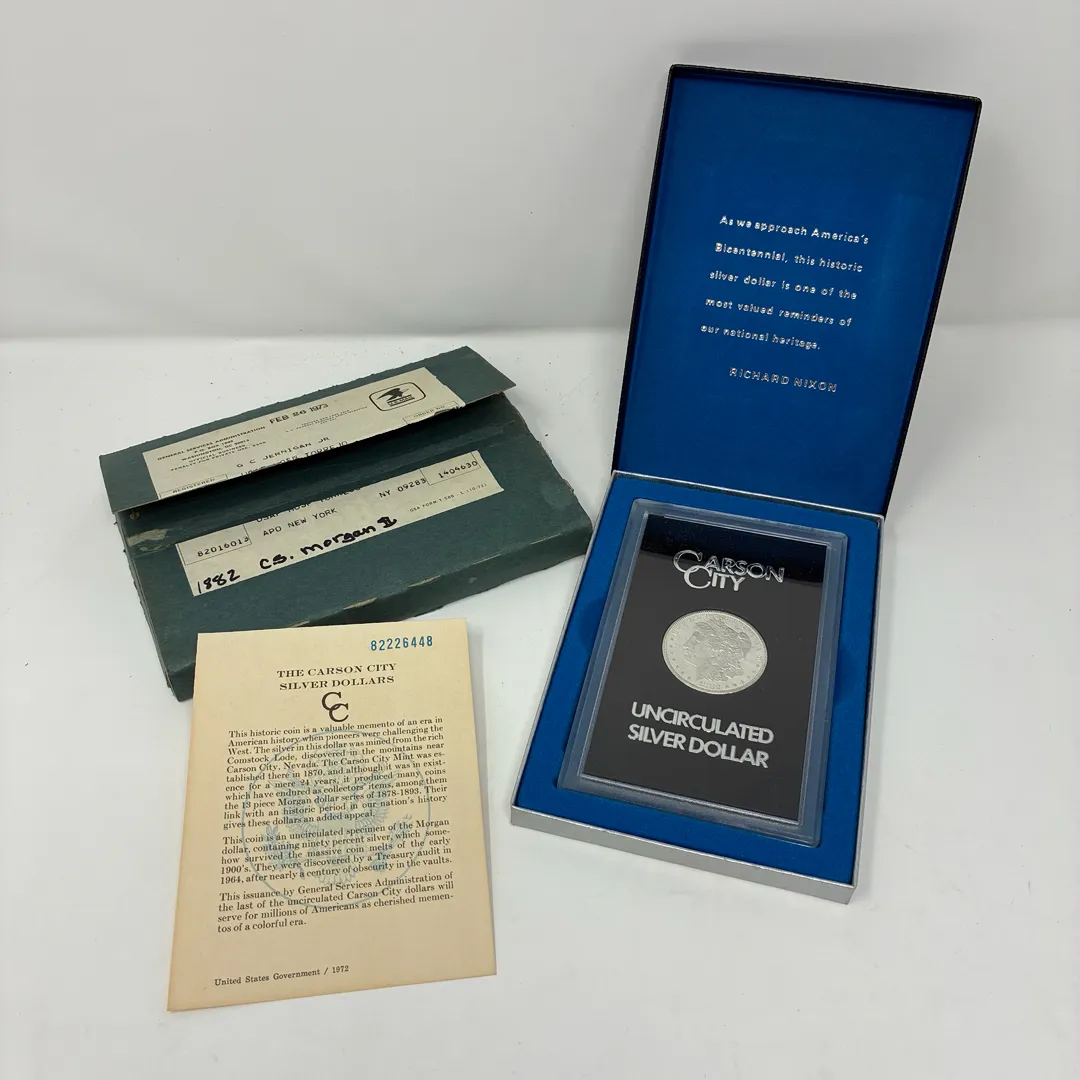 As we approach America's
Bicentennial, this historic
silver dollar is one of the
most valued reminders of
our national heritage.
RICHARD NIXON
CARSON
CITY
UNCIRCULATED
SILVER DOLLAR
GENERAL SERVICES ADMINISTRATION
FEB 26 1973
P.O. BOX
WASHINGTON, DC
G C JERNIGAN JR
REGISTERED
NY 09283
1404630
82016013
APO NEW YORK
1882 cs. morgan II
82226448
THE CARSON CITY
SILVER DOLLARS
CC
This historic coin is a valuable memento of an era in
American history when pioneers were challenging the
West. The silver in this dollar was mined from the rich
Comstock Lode, discovered in the mountains near
Carson City, Nevada. The Carson City Mint was es-
tablished there in 1870, and although it was in exist-
ence for a mere 21 years, it produced many coins
which have endured as collectors' items, among them
the 13 piece Morgan dollar series of 1878-1893. Their
link with an historic period in our nation's history
gives these dollars an added appeal.
This coin is an uncirculated specimen of the Morgan
dollar, containing ninety percent silver, which some-
how survived the massive coin melts of the early
1900's. They were discovered by a Treasury audit in
1964, after nearly a century of obscurity in the vaults.
This issuance by General Services Administration of
the last of the uncirculated Carson City dollars will
serve for millions of Americans as cherished memen-
tos of a colorful era.
United States Government / 1972